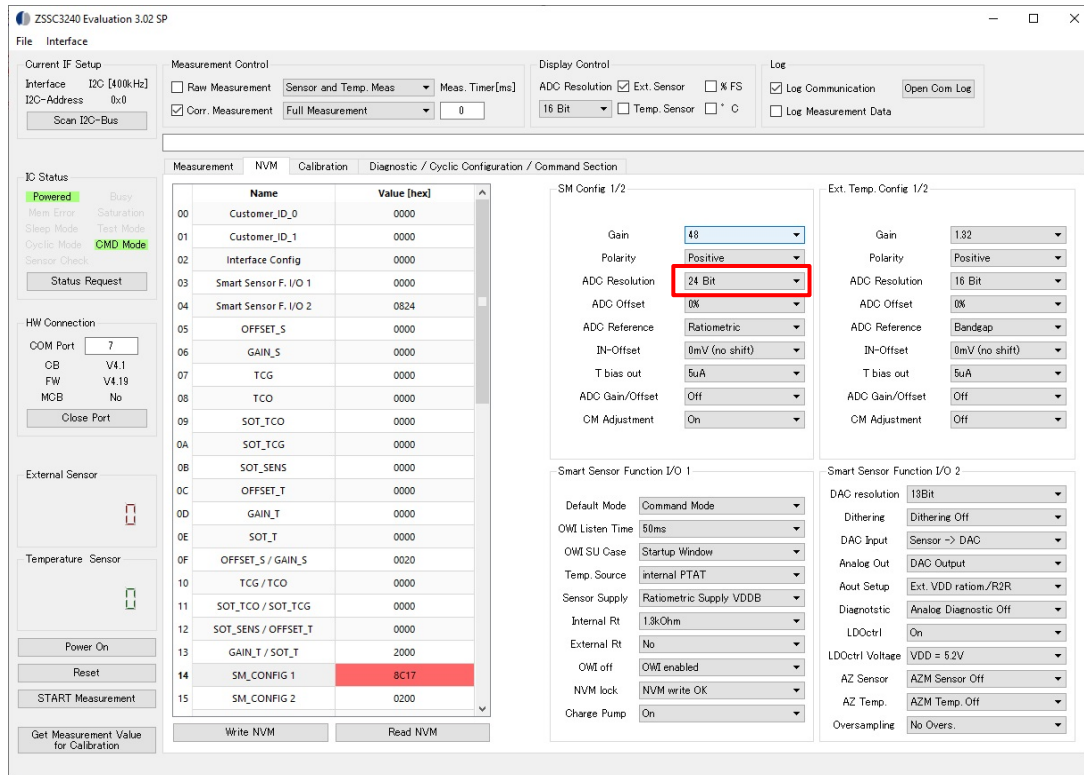 ZSSC3240 Evaluation 3.02 SP
File Interface
Current IF Setup
Interface I2C [400kHz]
I2C-Address 0x0
Scan I2C-Bus
Measurement Control
Raw Measurement Sensor and Temp. Meas Meas. Timer[ms]
Corr. Measurement Full Measurement 0
Display Control
ADC Resolution Ext. Sensor % FS
16 Bit Temp. Sensor ° C
Log
Log Communication Open Com Log
Log Measurement Data
IC Status
Powered Busy
Mem Error Saturation
Sleep Mode Test Mode
Cyclic Mode CMD Mode
Sensor Check
Status Request
HW Connection
COM Port 7
CB V4.1
FW V4.19
MCB No
Close Port
External Sensor
0
Temperature Sensor
0
Power On
Reset
START Measurement
Get Measurement Value
for Calibration
Measurement NVM Calibration Diagnostic / Cyclic Configuration / Command Section
Name Value [hex]
00 Customer_ID_0 0000
01 Customer_ID_1 0000
02 Interface Config 0000
03 Smart Sensor F. I/O 1 0000
04 Smart Sensor F. I/O 2 0824
05 OFFSET_S 0000
06 GAIN_S 0000
07 TCG 0000
08 TCO 0000
09 SOT_TCO 0000
0A SOT_TCG 0000
0B SOT_SENS 0000
0C OFFSET_T 0000
0D GAIN_T 0000
0E SOT_T 0000
0F OFFSET_S / GAIN_S 0020
10 TCG / TCO 0000
11 SOT_TCO / SOT_TCG 0000
12 SOT_SENS / OFFSET_T 0000
13 GAIN_T / SOT_T 2000
14 SM_CONFIG 1 8C17
15 SM_CONFIG 2 0200
Write NVM Read NVM
SM Config 1/2
Gain 48
Polarity Positive
ADC Resolution 24 Bit
ADC Offset 0%
ADC Reference Ratiometric
IN-Offset 0mV (no shift)
T bias out 5uA
ADC Gain/Offset Off
CM Adjustment On
Ext. Temp. Config 1/2
Gain 1.32
Polarity Positive
ADC Resolution 16 Bit
ADC Offset 0%
ADC Reference Bandgap
IN-Offset 0mV (no shift)
T bias out 5uA
ADC Gain/Offset Off
CM Adjustment Off
Smart Sensor Function I/O 1
Default Mode Command Mode
OWI Listen Time 50ms
OWI SU Case Startup Window
Temp. Source internal PTAT
Sensor Supply Ratiometric Supply VDDB
Internal Rt 1.3kOhm
External Rt No
OWI off OWI enabled
NVM lock NVM write OK
Charge Pump On
Smart Sensor Function I/O 2
DAC resolution 13Bit
Dithering Dithering Off
DAC Input Sensor -> DAC
Analog Out DAC Output
Aout Setup Ext. VDD ratiom./R2R
Diagnotstic Analog Diagnostic Off
LDOctrl On
LDOctrl Voltage VDD = 5.2V
AZ Sensor AZM Sensor Off
AZ Temp. AZM Temp. Off
Oversampling No Overs.